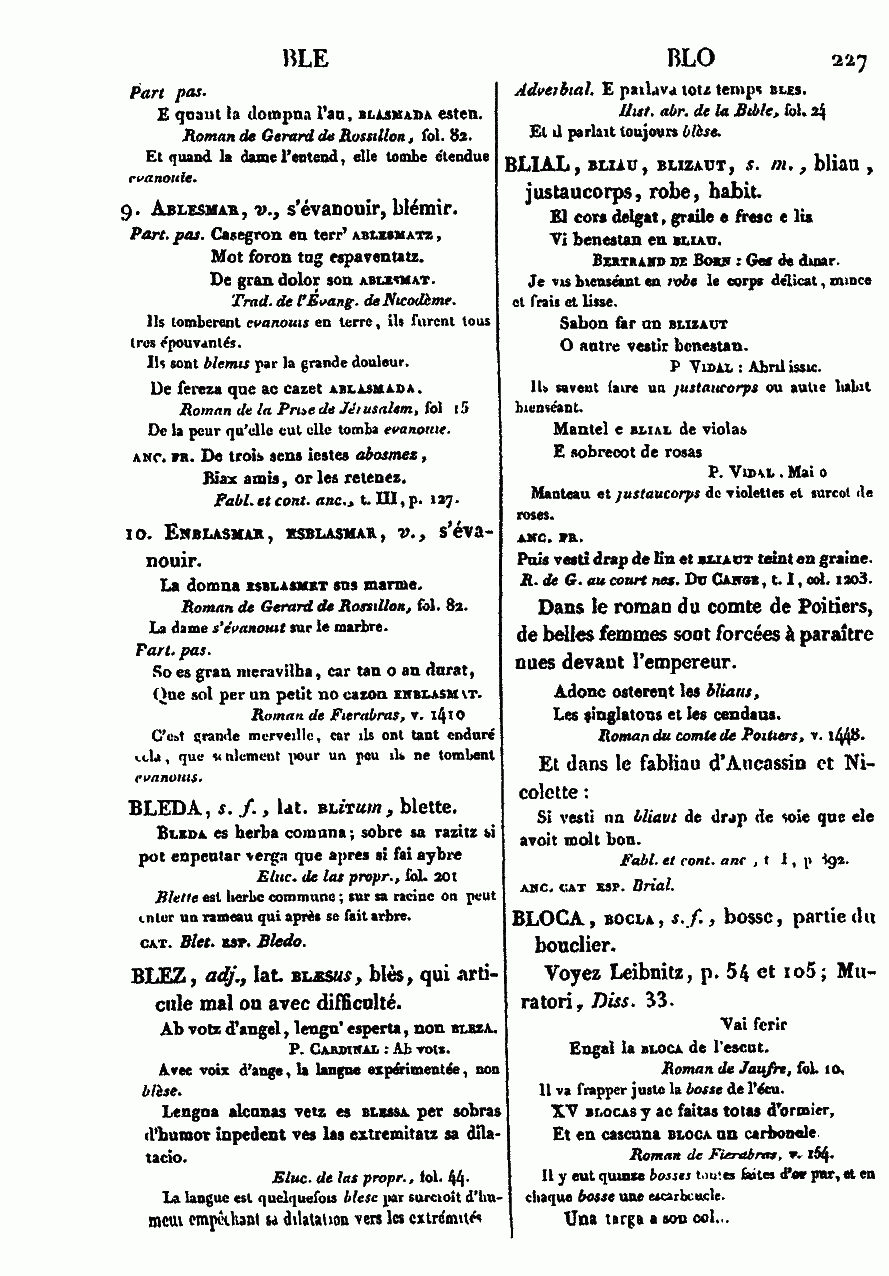 BLE
BLO 227
Part pas.
E quant la dompna l'au, BLASMADA esten.
Roman de Gerard de Rossillon, fol. 82.
Et quand la dame l'entend, elle tombe étendue
evanouie.
9. ABLESMAR, v., s'évanouir, blémir.
Part. pas. Casegron en terr' ABLESMATZ,
Mot foron tug espaventatz.
De gran dolor son ABLESMAT.
Trad. de l'Évang. de Nicodème.
Ils tomberent evanouis en terre, ils furent tous
tres épouvantés.
Ils sont blemis par la grande douleur.
De fereza que ac cazet ABLASMADA.
Roman de la Prise de Jérusalem, fol 15
De la peur qu'elle eut elle tomba evanouie.
ANC. FR. De trois sens iestes abosmes,
Biax amis, or les retenez.
Fabl. et cont. anc., t. III, p. 127.
10. ENBLASMAR, ESBLASMAR, v., s'éva-
nouir.
La domna ESBLASMET sus marme.
Roman de Gerard de Rossillon, fol. 82.
La dame s'évanouit sur le marbre.
Part. pas.
So es gran meravilha, car tan o an durat,
Que sol per un petit no cazon ENBLASMAT.
Roman de Fierabras, v. 1410
C'est grande merveille, car ils ont tant enduré
cela, que seulement pour un peu ils ne tombent
evanouis.
BLEDA, s. f., lat. BLITUM, blette.
BLEDA es herba comuna; sobre sa razitz si
pot enpeutar verga que apres si fai aybre
Eluc. de las propr., fol. 201
Blette est herbe commune; sur sa racine on peut
enter un rameau qui après se fait arbre.
CAT. Blet. ESP. Bledo.
BLEZ, adj., lat. BLÆSUS, blès, qui arti-
cule mal ou avec difficulté.
Ab votz d'angel, lengu' esperta, non BLEZA.
P. CARDINAL : Ab votz.
Avec voix d'ange, la langue expérimentée, non
blèse.
Lengua alcunas vetz es BLESSA per sobras
d'humor inpedent ves las extremitatz sa dila-
tacio.
Eluc. de las propr., fol. 44.
La langue est quelquefois blese par surcroît d'hu-
meur empêchant sa dilatation vers les extrémités
Adverbial. E parlava totz temps BLES.
Hist. abr. de la Bible, fol. 24
Et il parlait toujours blèse.
BLIAL, BLIAU, BLIZAUT, s. m., bliau,
justaucorps, robe, habit.
El cors delgat, graile e fresc e lis
Vi benestan en BLIAU.
BERTRAND DE BORN : Ges de disnar.
Je vis bienséant en robe le corps délicat, mince
et frais et lisse.
Sabon far un BLIZAUT
O autre vestir benestan.
P VIDAL : Abril issic.
Ils savent faire un justaucorps ou autre habit
bienséant.
Mantel e BLIAL de violas
E sobrecot de rosas
P. VIDAL. Mai o
Manteau et justaucorps de violettes et surcot de
roses.
ANC. FR.
Puis vesti drap de lin et BLIAUT teint en graine.
R. de G. au court nes. DU CANGE, t. I, col. 1203.
Dans le roman du comte de Poitiers,
de belles femmes sont forcées à paraître
nues devant l'empereur.
Adonc osterent les bliaus,
Les singlatons et les cendaus.
Roman du comte de Poitiers, v. 1448.
Et dans le fabliau d'Aucassin et Ni-
colette :
Si vesti un bliaut de drap de soie que ele
avoit molt bon.
Fabl. et cont. anc, t I, p 392.
ANC. CAT ESP. Brial.
BLOCA, BOCLA, s. f., bosse, partie du
bouclier.
Voyez Leibnitz, p. 54 et 105; Mu-
ratori, Diss. 33.
Vai ferir
Engal la BLOCA de l'escut.
Roman de Jaufre, fol. 10.
Il va frapper juste la bosse de l'écu.
XV BLOCAS y ac faitas totas d'ormier,
Et en cascuna BLOCA un carboncle.
Roman de Fierabras, v. 164.
Il y eut quinze bosses toutes faites d'or pur, et en
chaque bosse une escarboucle.
Una targa a son col...